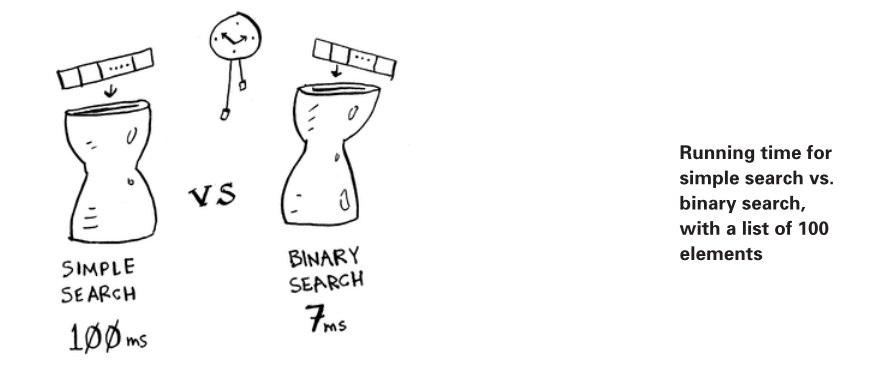 VS
SIMPLE
SEARCH
100ms
BINARY
SEARCH
7ms
Running time for
simple search vs.
binary search,
with a list of 100
elements